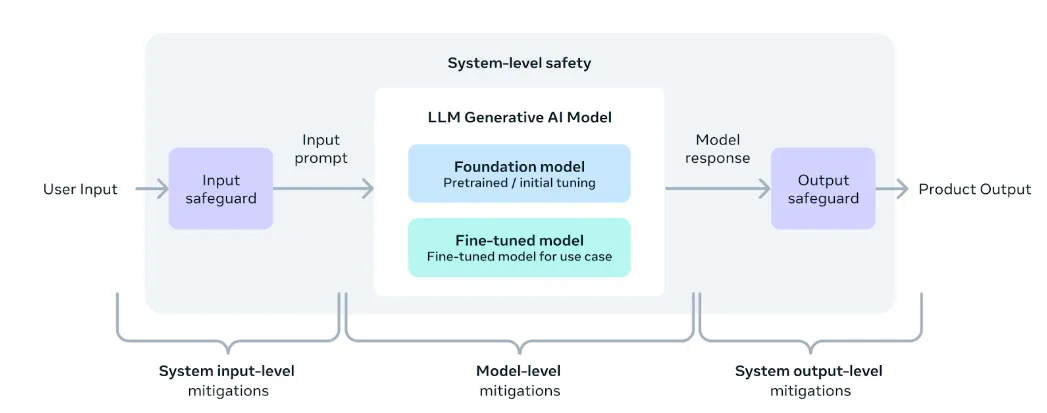 System-level safety
LLM Generative AI Model
Input
prompt
Model
response
Foundation model
Pretrained / initial tuning
User Input
Input
safeguard
Output
safeguard
Product Output
Fine-tuned model
Fine-tuned model for use case
System input-level
mitigations
Model-level
mitigations
System output-level
mitigations